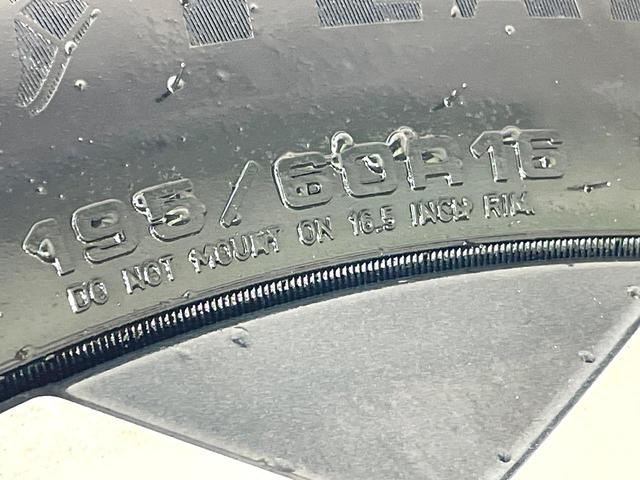 195/60R16
DO NOT MOUNT ON 16.5 INCH RIM.